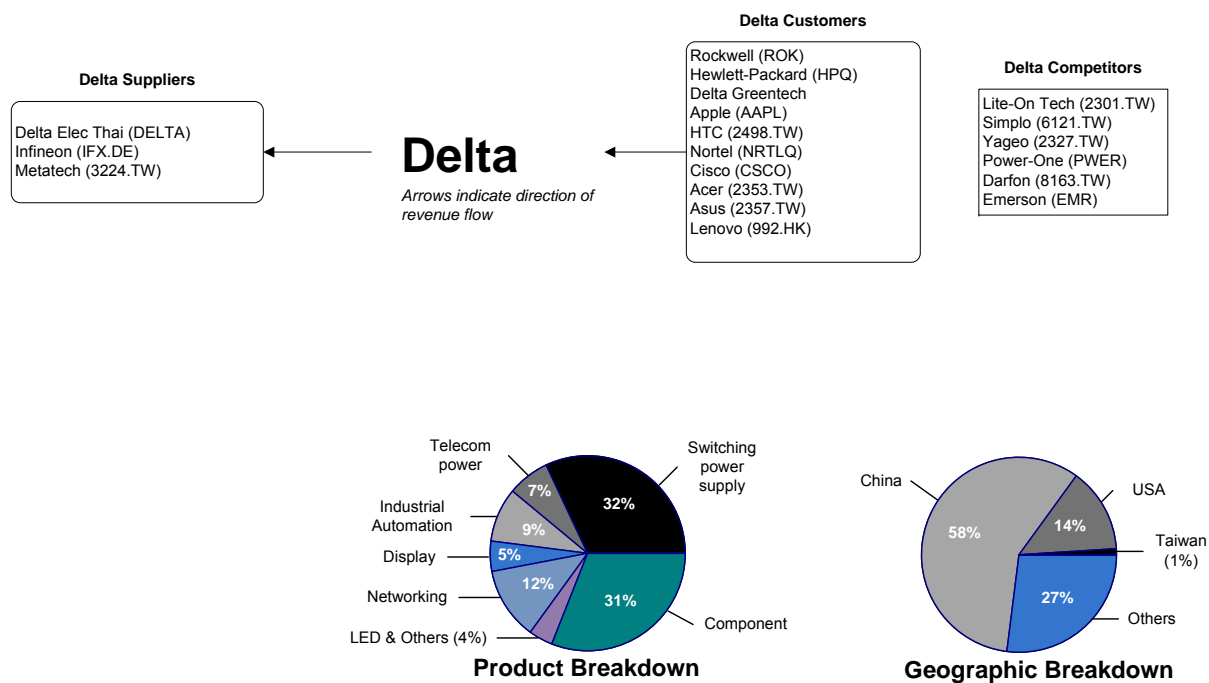 Delta Customers
Rockwell (ROK)
Hewlett-Packard (HPQ)
Delta Greentech
Apple (AAPL)
HTC (2498.TW)
Nortel (NRTLQ)
Cisco (CSCO)
Acer (2353.TW)
Asus (2357.TW)
Lenovo (992.HK)
Delta Suppliers
Delta Elec Thai (DELTA)
Infineon (IFX.DE)
Metatech (3224.TW)
Delta
Arrows indicate direction of
revenue flow
Delta Competitors
Lite-On Tech (2301.TW)
Simplo (6121.TW)
Yageo (2327.TW)
Power-One (PWER)
Darfon (8163.TW)
Emerson (EMR)
Telecom
power
7%
Switching
power
supply
32%
Industrial
Automation
9%
Display
5%
Networking
12%
LED & Others (4%)
31%
Component
Product Breakdown
China
58%
USA
14%
Taiwan
(1%)
27%
Others
Geographic Breakdown